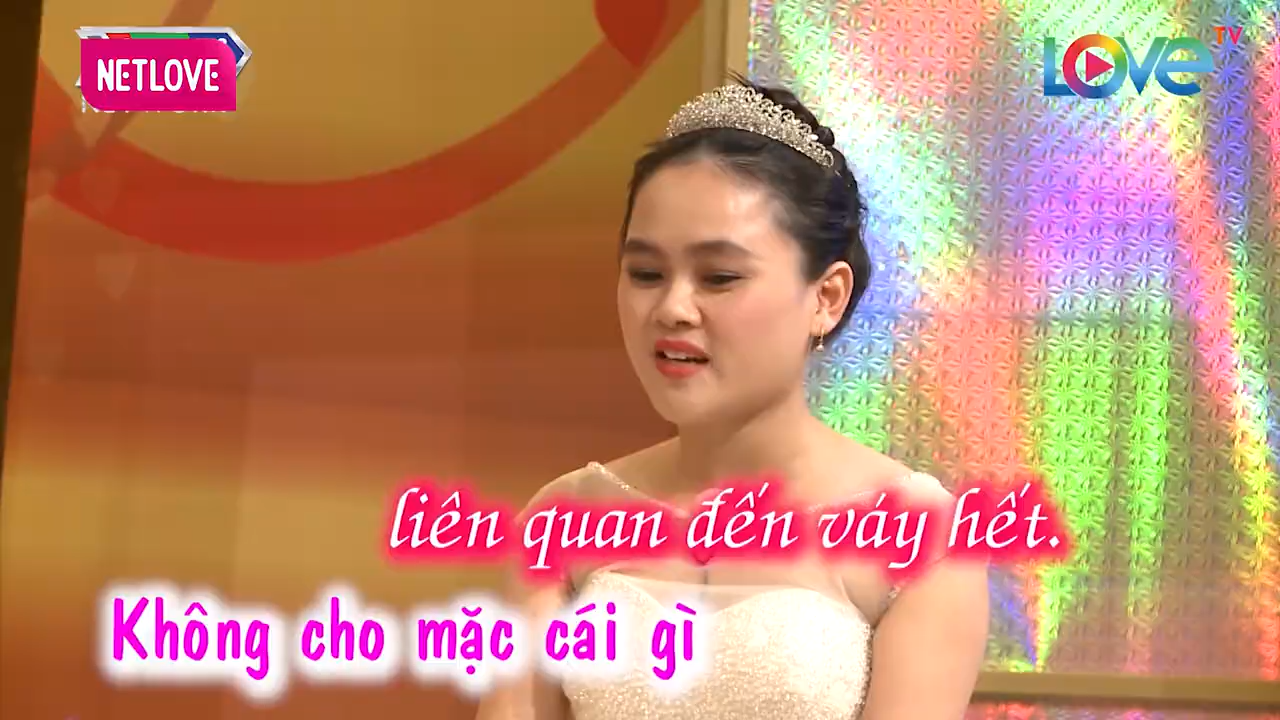 NETLOVE
LOVE TV
liên quan đến váy hết.
Không cho mặc cái gì